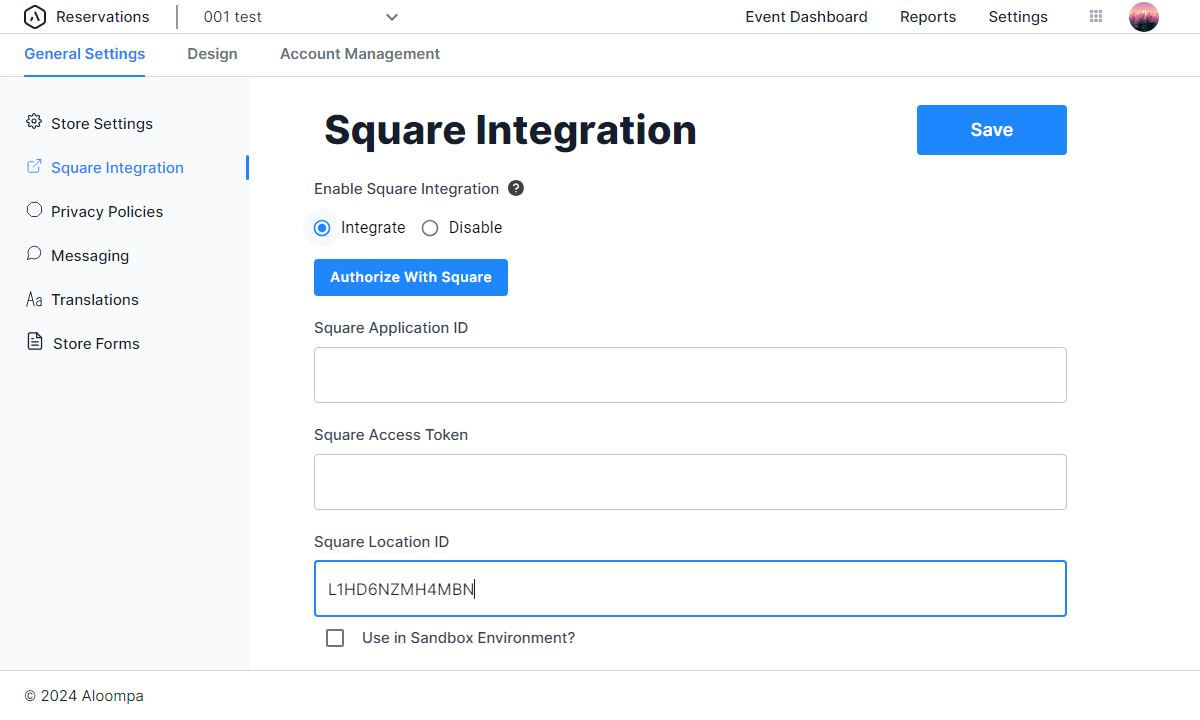 Reservations
001 test
Event Dashboard
Reports
Settings
General Settings
Design
Account Management
Store Settings
Square Integration
Privacy Policies
Messaging
Aa Translations
Store Forms
Square Integration
Save
Enable Square Integration ?
Integrate
Disable
Authorize With Square
Square Application ID
Square Access Token
Square Location ID
L1HD6NZMH4MBN
Use in Sandbox Environment?
© 2024 Aloompa